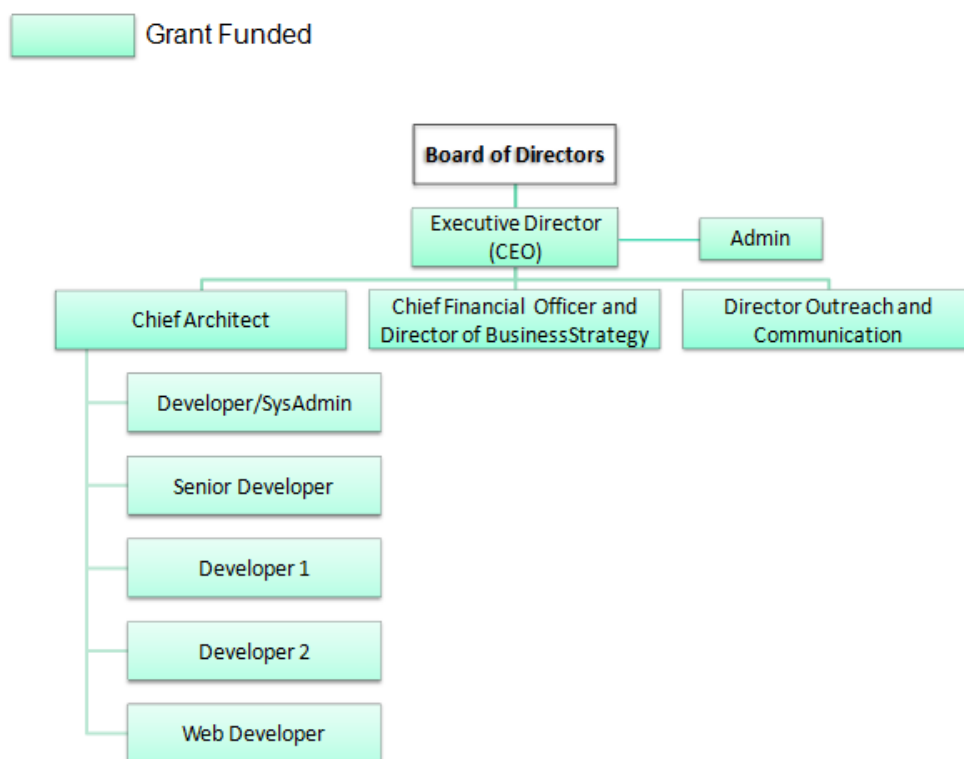 Grant Funded
Board of Directors
Executive Director
(CEO)
Admin
Chief Architect
Chief Financial Officer and
Director of BusinessStrategy
Director Outreach and
Communication
Developer/SysAdmin
Senior Developer
Developer 1
Developer 2
Web Developer